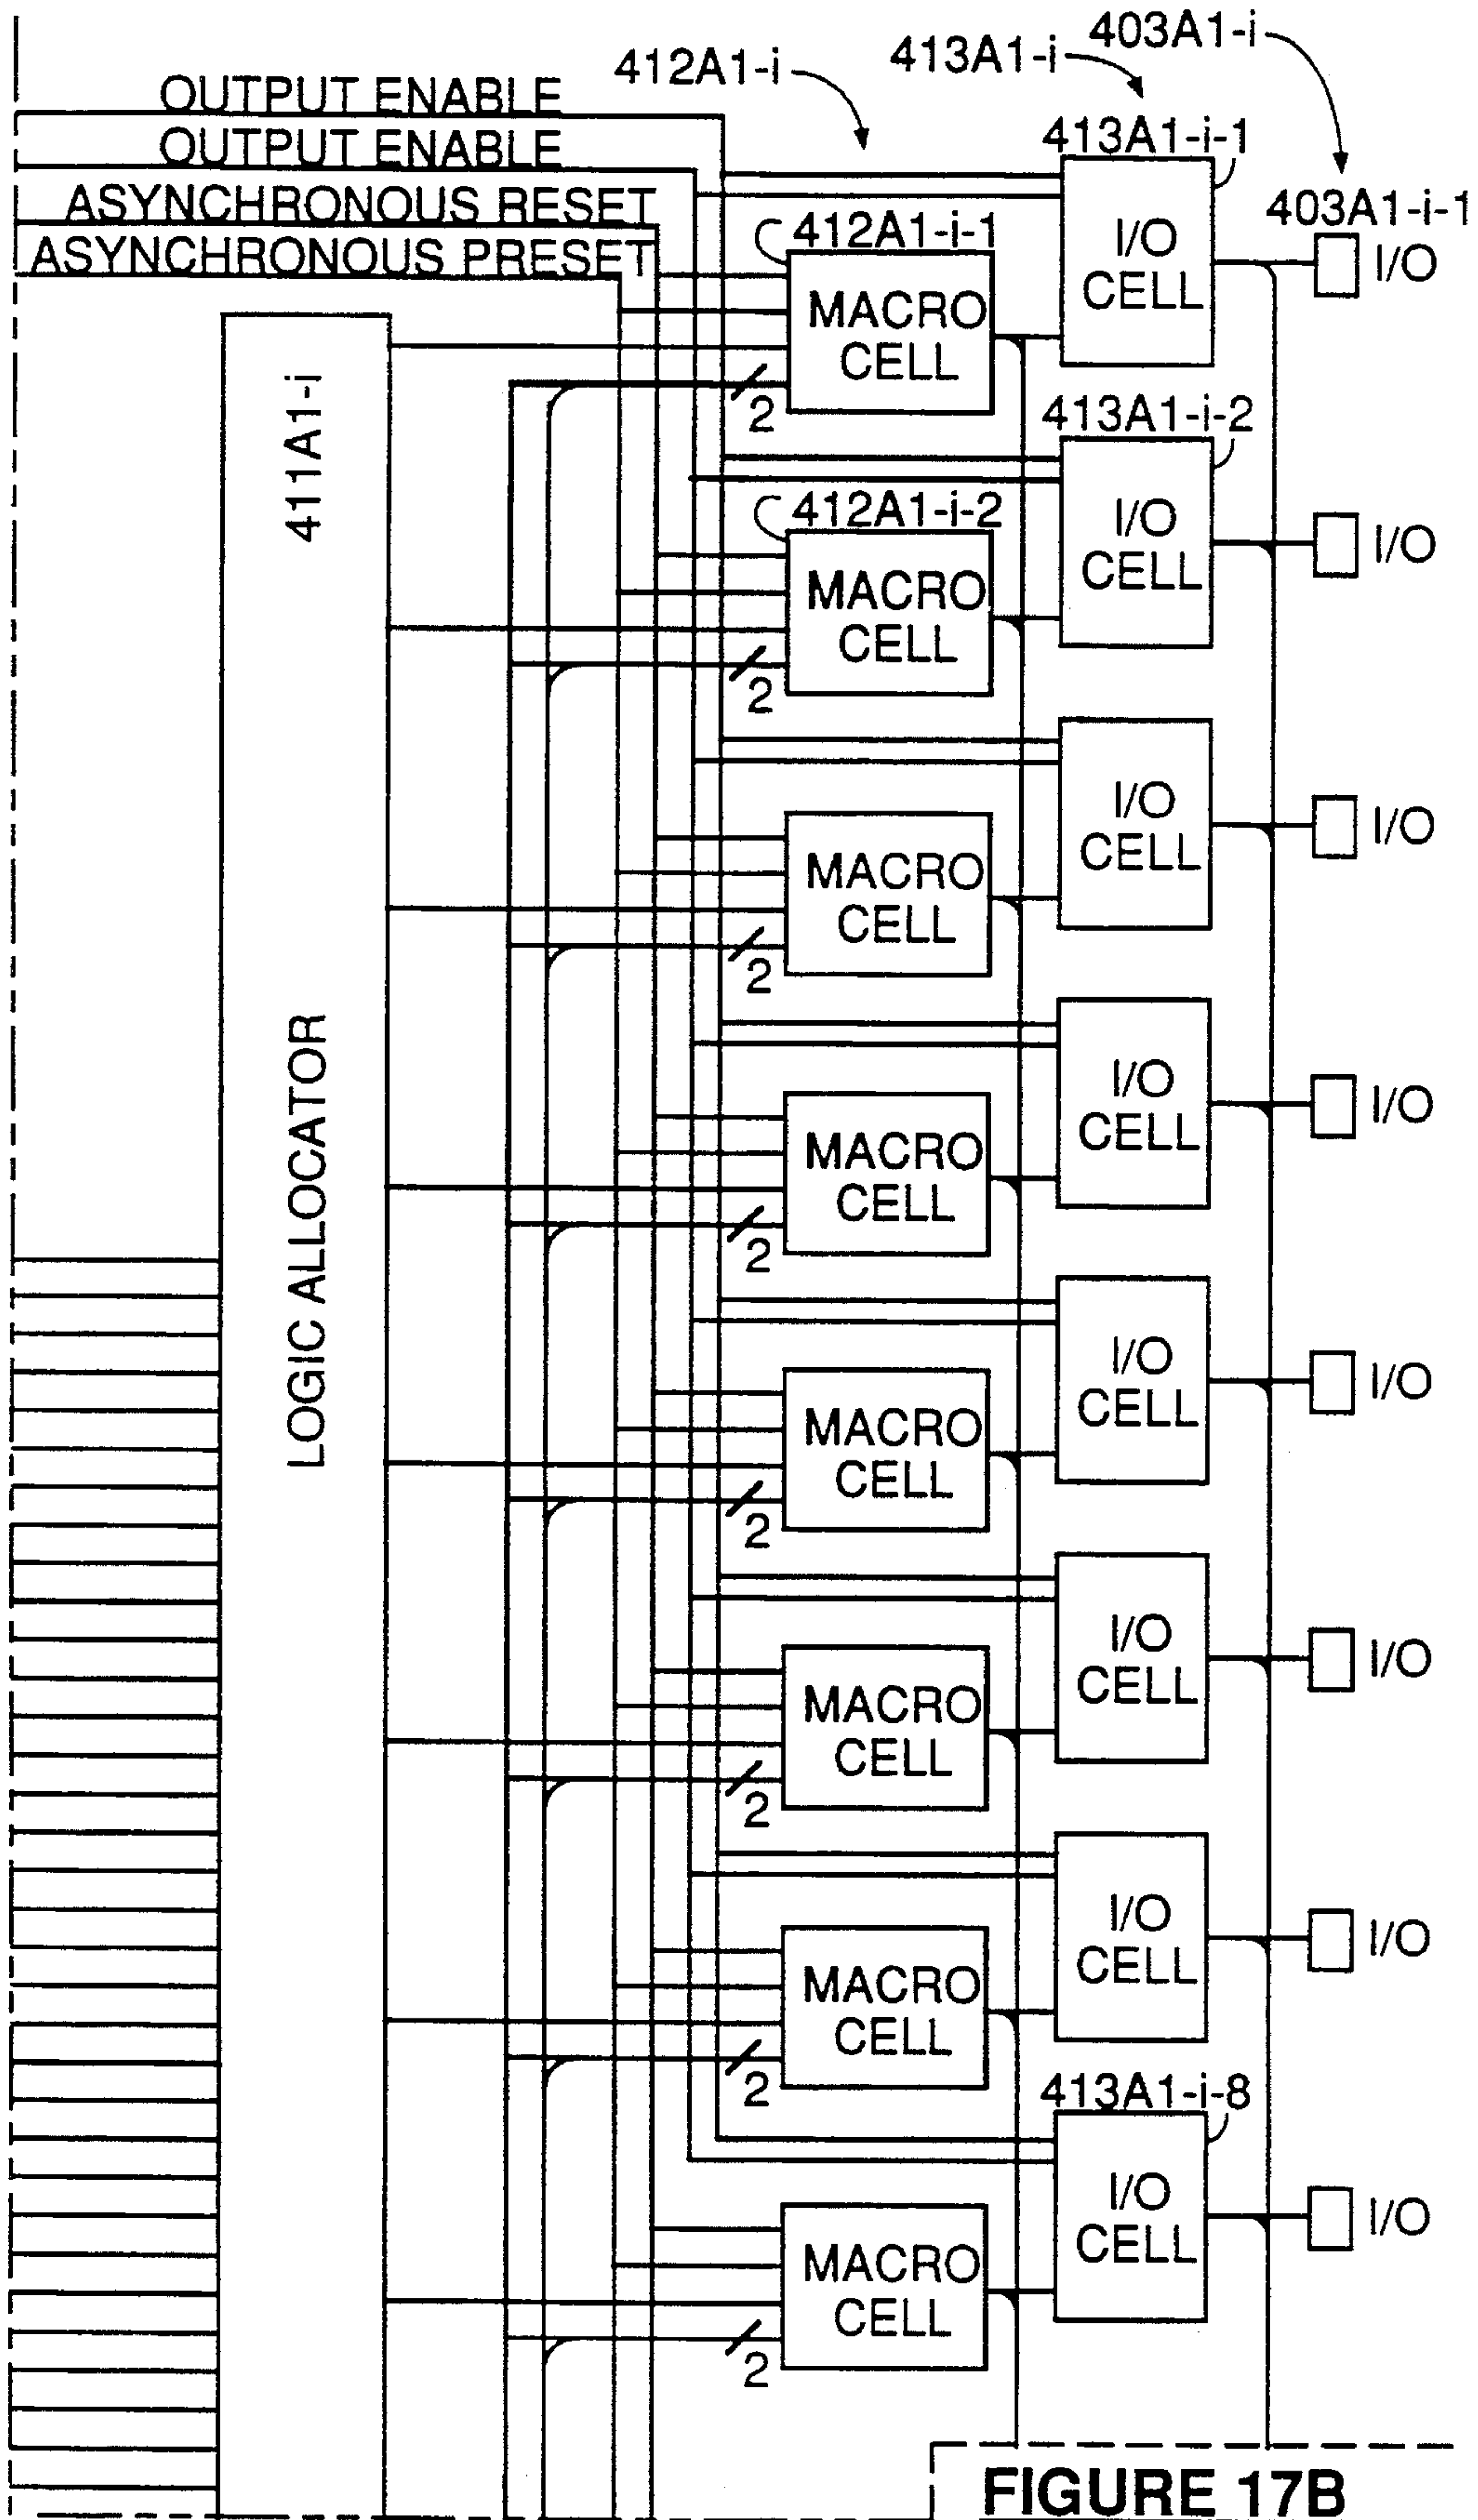 403A1-i
413A1-i
412A1-i
OUTPUT ENABLE
OUTPUT ENABLE
ASYNCHRONOUS RESET
ASYNCHRONOUS PRESET
413A1-i-1
403A1-i-1
412A1-i-1
I/O
CELL
I/O
MACRO
CELL
2
411A1-i
413A1-i-2
412A1-i-2
I/O
CELL
I/O
MACRO
CELL
2
I/O
CELL
I/O
MACRO
CELL
2
LOGIC ALLOCATOR
I/O
CELL
I/O
MACRO
CELL
2
I/O
CELL
I/O
MACRO
CELL
2
I/O
CELL
I/O
MACRO
CELL
2
I/O
CELL
I/O
MACRO
CELL
2
413A1-i-8
I/O
CELL
I/O
MACRO
CELL
2
FIGURE 17B